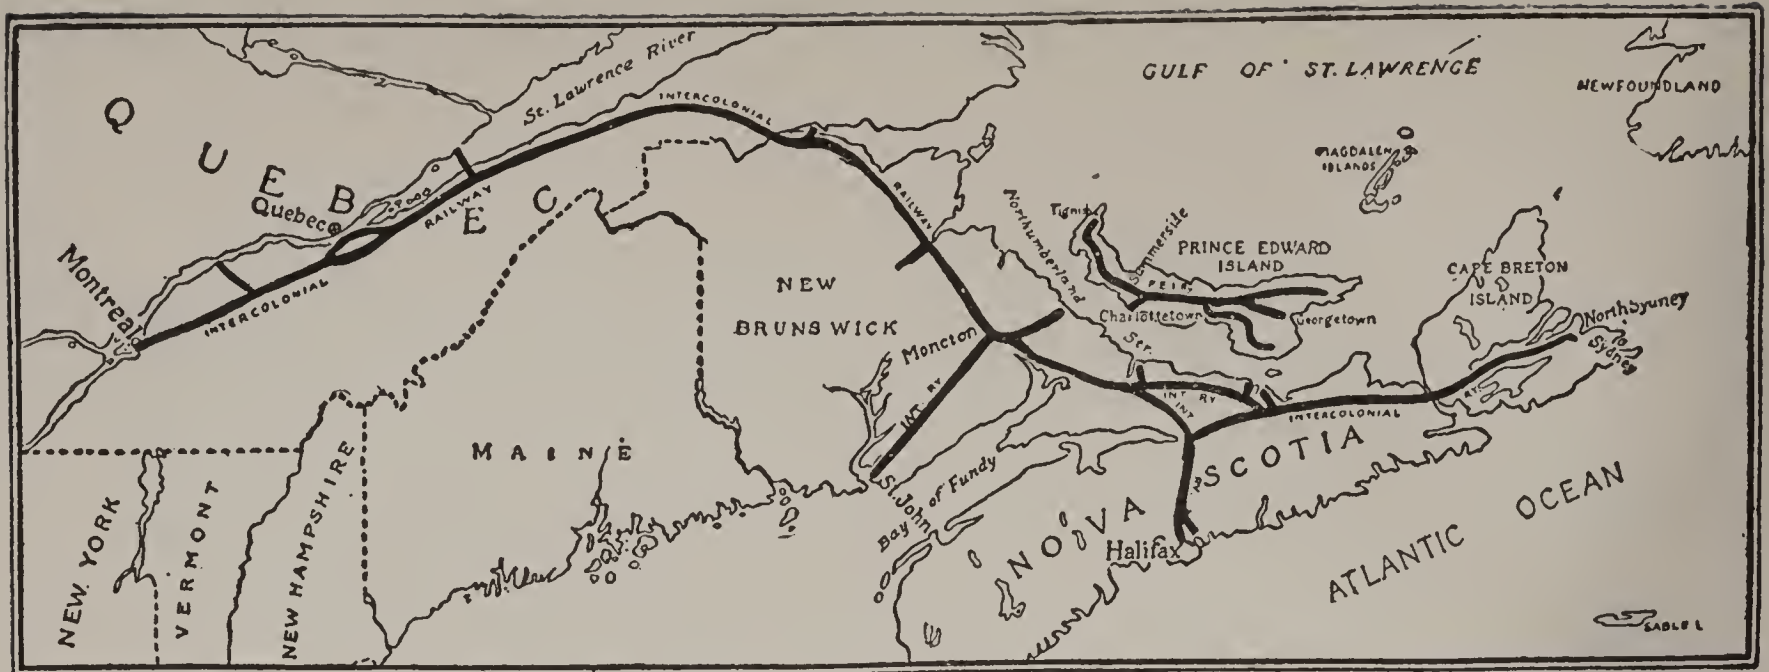 QUEBEC
St. Lawrence River
GULF OF ST. LAWRENCE
NEWFOUNDLAND
INTERCOLONIAL
MAGDALEN
ISLANDS
Quebec
RAILWAY
RAILWAY
Northumberland
Str.
Tignish
Summerside
PRINCE EDWARD
ISLAND
P E I R Y
Charlottetown
Georgetown
CAPE BRETON
ISLAND
North Sydney
To
Sydney
Montreal
INTERCOLONIAL
NEW
BRUNSWICK
Moncton
INT. RY
INT RY
INT
INTERCOLONIAL
RY.
MAINE
St. John
Bay of Fundy
NOVA SCOTIA
Halifax
ATLANTIC OCEAN
NEW YORK
VERMONT
NEW HAMPSHIRE
SABLE I.